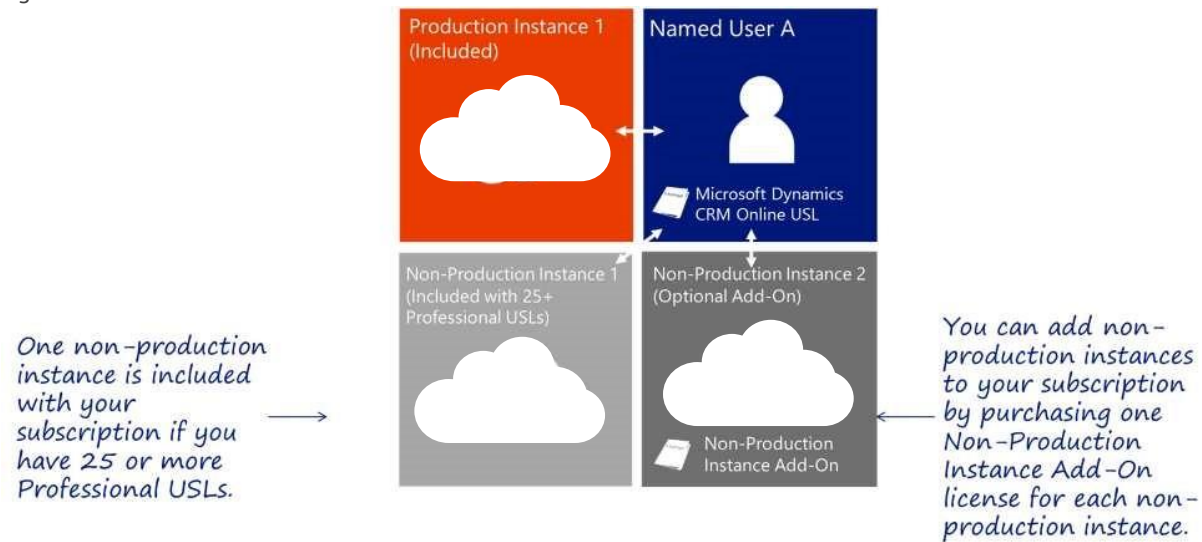 Production Instance 1
(Included)
Named User A
Microsoft Dynamics
CRM Online USL
Non-Production Instance 1
(Included with 25+
Professional USLs)
Non-Production Instance 2
(Optional Add-On)
Non-Production
Instance Add-On
One non-production
instance is included
with your
subscription if you
have 25 or more
Professional USLs.
You can add non-
production instances
to your subscription
by purchasing one
Non-Production
Instance Add-On
license for each non-
production instance.